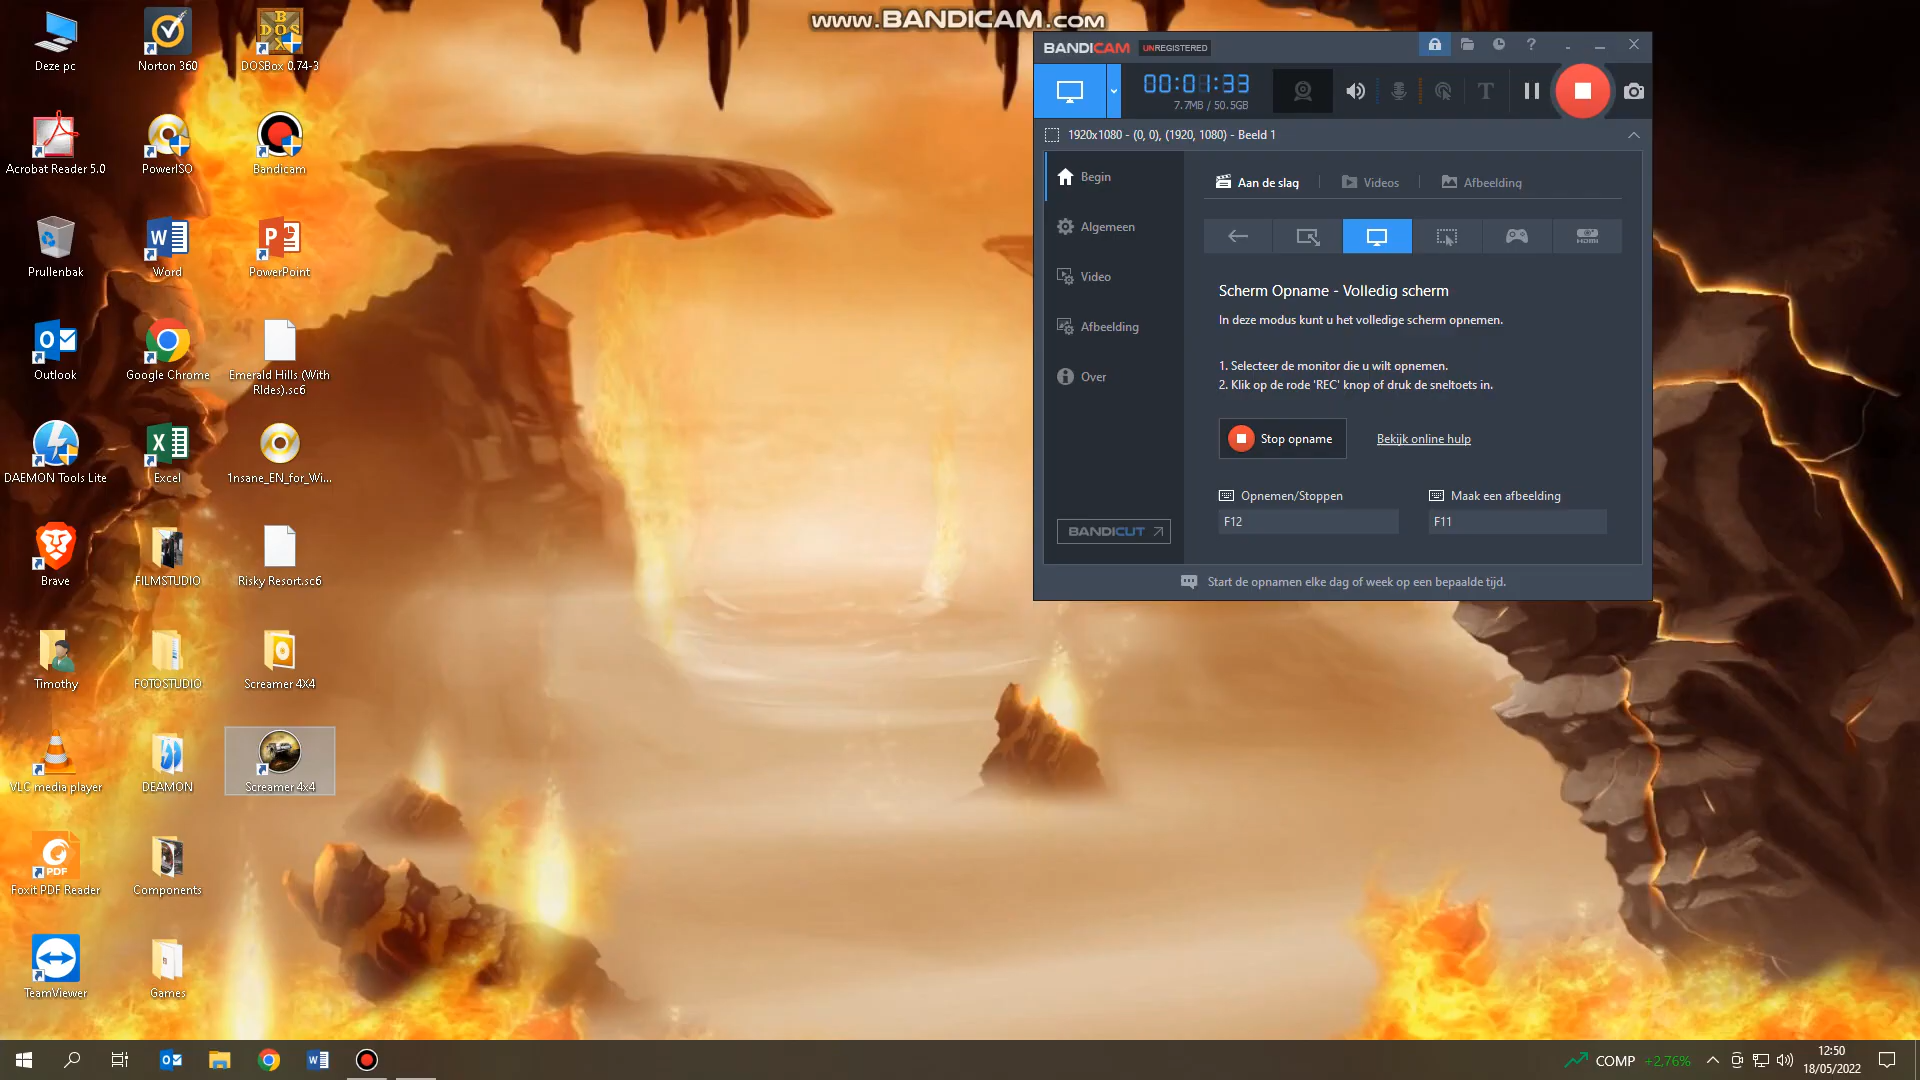 www.BANDICAM.com
Deze pc
Norton 360
DOSBox 0.74-3
Acrobat Reader 5.0
PowerISO
Bandicam
Prullenbak
Word
PowerPoint
Outlook
Google Chrome
Emerald Hills (With
RIdes).sc6
DAEMON Tools Lite
Excel
1nsane_EN_for_Wi...
Brave
FILMSTUDIO
Risky Resort.sc6
Timothy
FOTOSTUDIO
Screamer 4X4
VLC media player
DEAMON
Screamer 4x4
Foxit PDF Reader
Components
TeamViewer
Games
BANDICAM UNREGISTERED
00:01:33
7.7MB / 50.5GB
1920x1080 - (0, 0), (1920, 1080) - Beeld 1
Begin
Algemeen
Video
Afbeelding
Over
BANDICUT
Aan de slag
Videos
Afbeelding
HDMI
Scherm Opname - Volledig scherm
In deze modus kunt u het volledige scherm opnemen.
1. Selecteer de monitor die u wilt opnemen.
2. Klik op de rode 'REC' knop of druk de sneltoets in.
Stop opname
Bekijk online hulp
Opnemen/Stoppen
Maak een afbeelding
F12
F11
Start de opnamen elke dag of week op een bepaalde tijd.
COMP +2,76%
12:50
18/05/2022